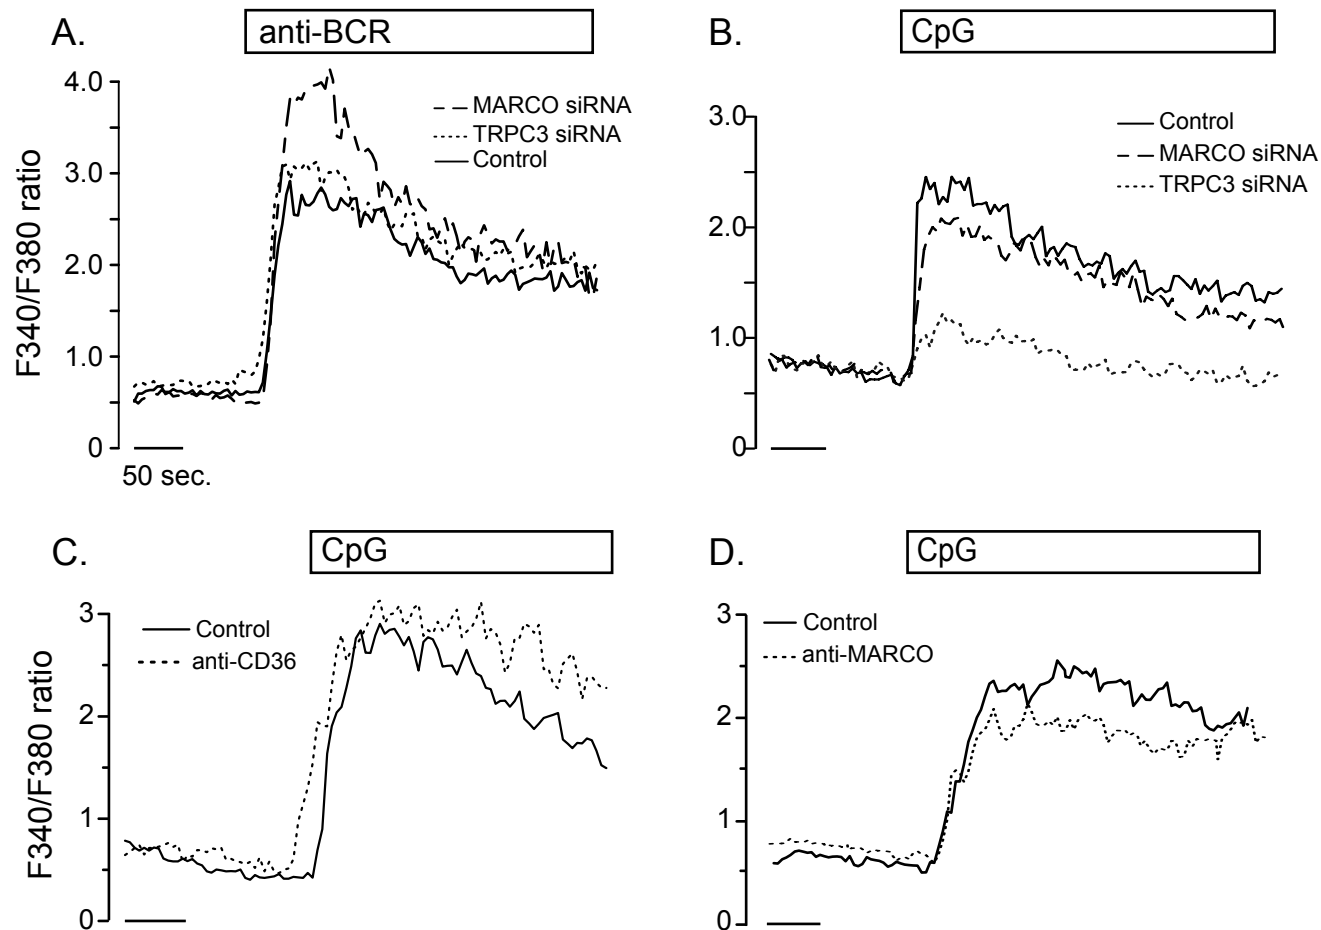 A.
anti-BCR
4.0
3.0
2.0
1.0
0
F340/F380 ratio
MARCO siRNA
TRPC3 siRNA
Control
50 sec.
B.
CpG
3.0
2.0
1.0
0
Control
MARCO siRNA
TRPC3 siRNA
C.
CpG
3
2
1
0
F340/F380 ratio
Control
anti-CD36
D.
CpG
3
2
1
0
Control
anti-MARCO